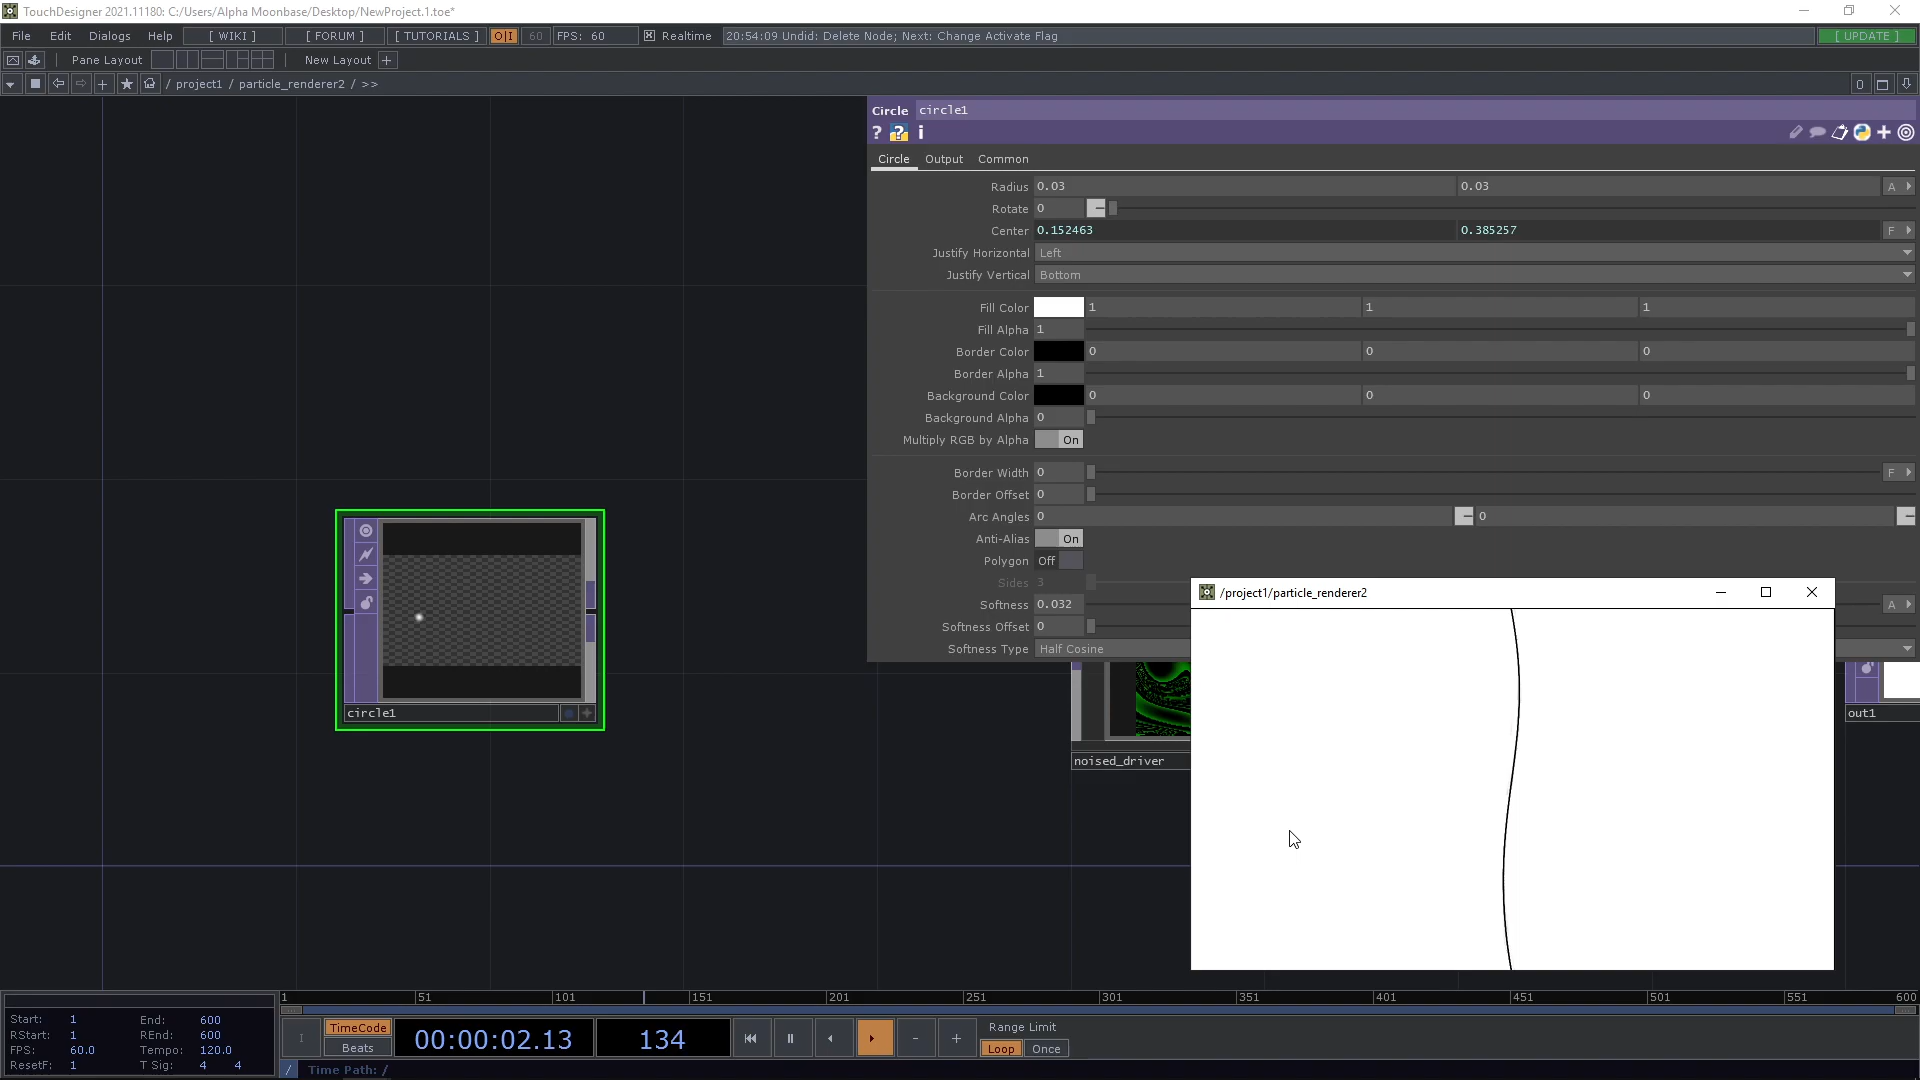 TouchDesigner 2021.11180: C:/Users/Alpha Moonbase/Desktop/NewProject.1.toe*
File Edit Dialogs Help [ WIKI ] [ FORUM ] [ TUTORIALS ] O|I 60 FPS: 60 Realtime 20:54:09 Undid: Delete Node; Next: Change Activate Flag [ UPDATE ]
Pane Layout New Layout +
/ project1 / particle_renderer2 / >> 0
Circle circle1
? ? i
Circle Output Common
Radius 0.03 0.03 A
Rotate 0
Center 0.152463 0.385257 F
Justify Horizontal Left
Justify Vertical Bottom
Fill Color 1 1 1
Fill Alpha 1
Border Color 0 0 0
Border Alpha 1
Background Color 0 0 0
Background Alpha 0
Multiply RGB by Alpha On
Border Width 0 F
Border Offset 0
Arc Angles 0 0
Anti-Alias On
Polygon Off
Sides 3
Softness 0.032 A
Softness Offset 0
Softness Type Half Cosine
/project1/particle_renderer2
circle1
out1
noised_driver
1 51 101 151 201 251 301 351 401 451 501 551 600
Start: 1 End: 600
RStart: 1 REnd: 600
FPS: 60.0 Tempo: 120.0
ResetF: 1 T Sig: 4 4
I TimeCode Beats 00:00:02.13 134 - + Range Limit
Loop Once
/ Time Path: /